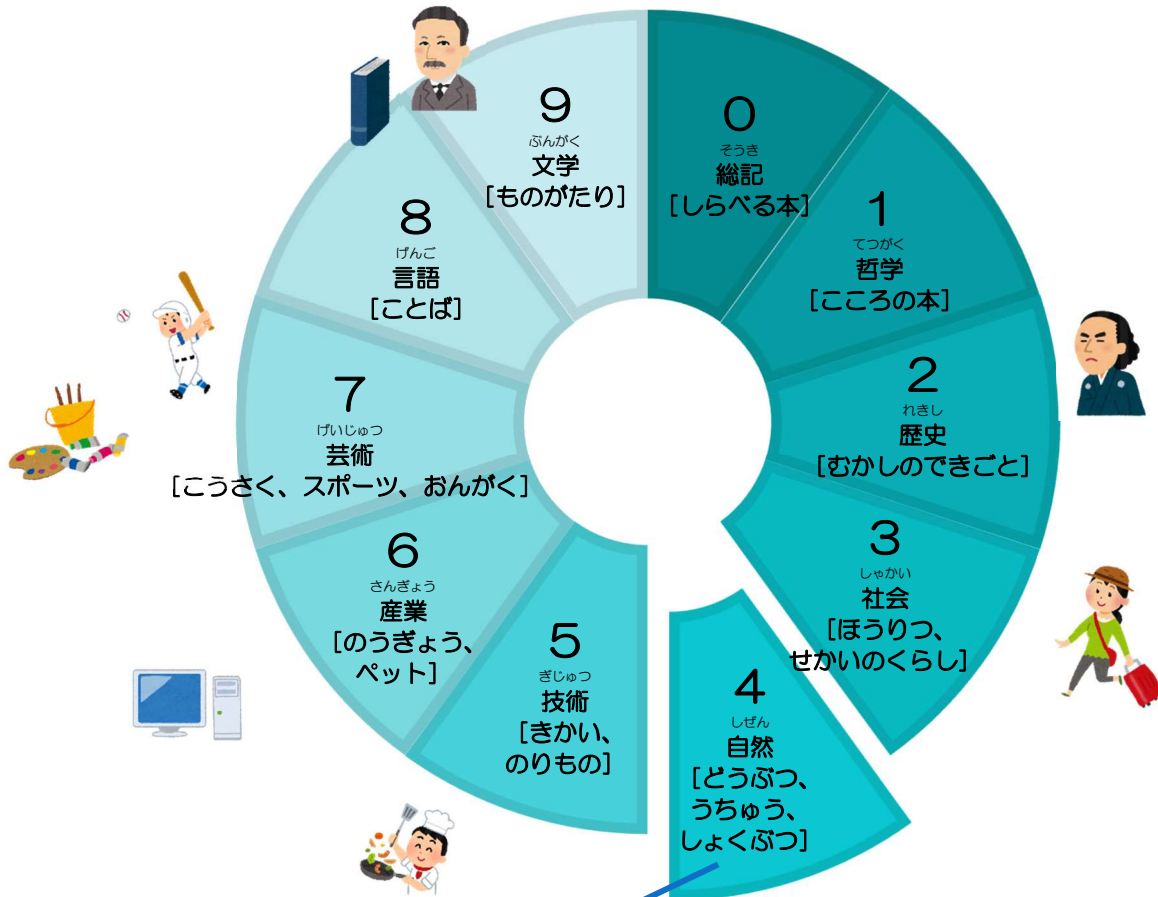 0
そうき
総記
[しらべる本]
1
てつがく
哲学
[こころの本]
2
れきし
歴史
[むかしのできごと]
3
しゃかい
社会
[ほうりつ、
せかいのくらし]
4
しぜん
自然
[どうぶつ、
うちゅう、
しょくぶつ]
5
ぎじゅつ
技術
[きかい、
のりもの]
6
さんぎょう
産業
[のうぎょう、
ペット]
7
げいじゅつ
芸術
[こうさく、スポーツ、おんがく]
8
げんご
言語
[ことば]
9
ぶんがく
文学
[ものがたり]